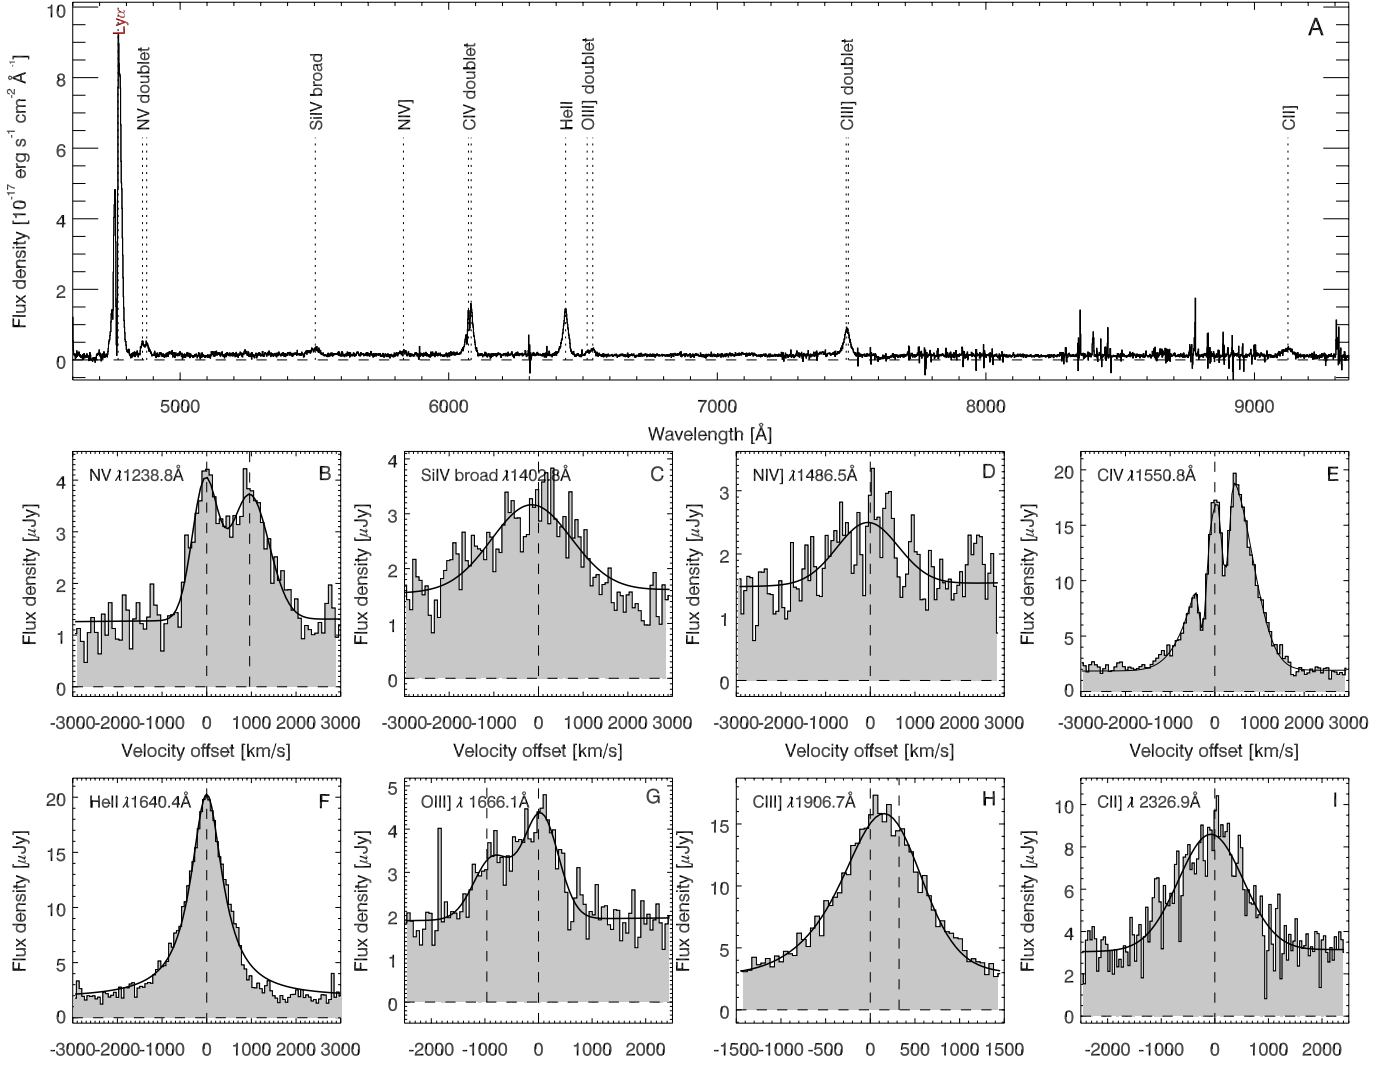 A
Lyα
NV doublet
SiIV broad
NIV]
CIV doublet
HeII
OIII] doublet
CIII] doublet
CII]
Flux density [10⁻¹⁷ erg s⁻¹ cm⁻² Å⁻¹]
10
8
6
4
2
0
5000 6000 7000 8000 9000
Wavelength [Å]
NV λ1238.8Å B
Flux density [μJy]
4
3
2
1
0
-3000 -2000 -1000 0 1000 2000 3000
Velocity offset [km/s]
SiIV broad λ1402.8Å C
Flux density [μJy]
4
3
2
1
0
-3000 -2000 -1000 0 1000 2000 3000
Velocity offset [km/s]
NIV] λ1486.5Å D
Flux density [μJy]
3
2
1
0
-3000 -2000 -1000 0 1000 2000 3000
Velocity offset [km/s]
CIV λ1550.8Å E
Flux density [μJy]
20
15
10
5
0
-3000 -2000 -1000 0 1000 2000 3000
Velocity offset [km/s]
HeII λ1640.4Å F
Flux density [μJy]
20
15
10
5
0
-3000 -2000 -1000 0 1000 2000 3000
OIII] λ 1666.1Å G
Flux density [μJy]
5
4
3
2
1
0
-2000 -1000 0 1000 2000
CIII] λ1906.7Å H
Flux density [μJy]
15
10
5
0
-1500 -1000 -500 0 500 1000 1500
CII] λ 2326.9Å I
Flux density [μJy]
10
8
6
4
2
0
-2000 -1000 0 1000 2000